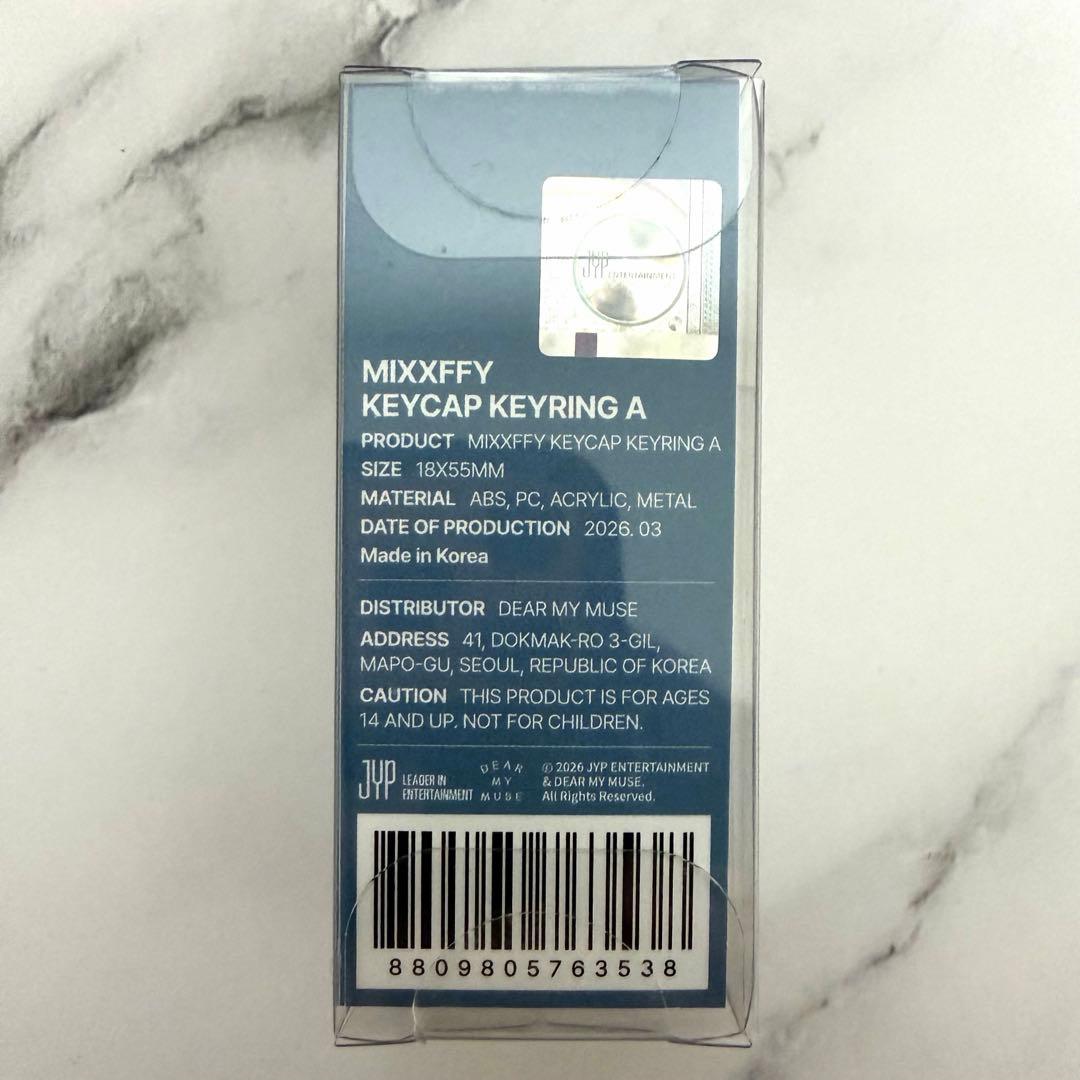 JYP ENTERTAINMENT
MIXXFFY
KEYCAP KEYRING A
PRODUCT MIXXFFY KEYCAP KEYRING A
SIZE 18X55MM
MATERIAL ABS, PC, ACRYLIC, METAL
DATE OF PRODUCTION 2026. 03
Made in Korea
DISTRIBUTOR DEAR MY MUSE
ADDRESS 41, DOKMAK-RO 3-GIL,
MAPO-GU, SEOUL, REPUBLIC OF KOREA
CAUTION THIS PRODUCT IS FOR AGES
14 AND UP. NOT FOR CHILDREN.
JYP LEADER IN
ENTERTAINMENT
DEAR
MY
MUSE
© 2026 JYP ENTERTAINMENT
& DEAR MY MUSE.
All Rights Reserved.
8809805763538